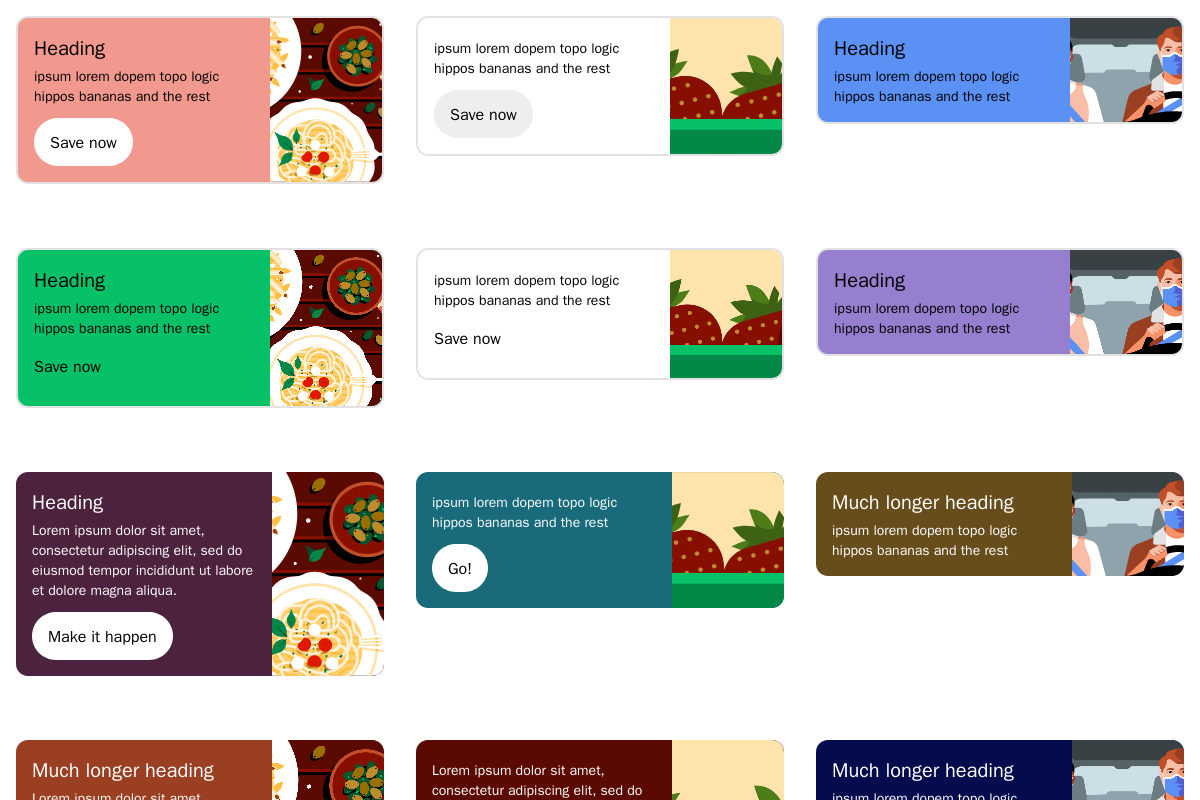 Heading
ipsum lorem dopem topo logic
hippos bananas and the rest
Save now
ipsum lorem dopem topo logic
hippos bananas and the rest
Save now
Heading
ipsum lorem dopem topo logic
hippos bananas and the rest
Heading
ipsum lorem dopem topo logic
hippos bananas and the rest
Save now
ipsum lorem dopem topo logic
hippos bananas and the rest
Save now
Heading
ipsum lorem dopem topo logic
hippos bananas and the rest
Heading
Lorem ipsum dolor sit amet,
consectetur adipiscing elit, sed do
eiusmod tempor incididunt ut labore
et dolore magna aliqua.
Make it happen
ipsum lorem dopem topo logic
hippos bananas and the rest
Go!
Much longer heading
ipsum lorem dopem topo logic
hippos bananas and the rest
Much longer heading
Lorem ipsum dolor sit amet,
Lorem ipsum dolor sit amet,
consectetur adipiscing elit, sed do
Much longer heading
ipsum lorem dopem topo logic